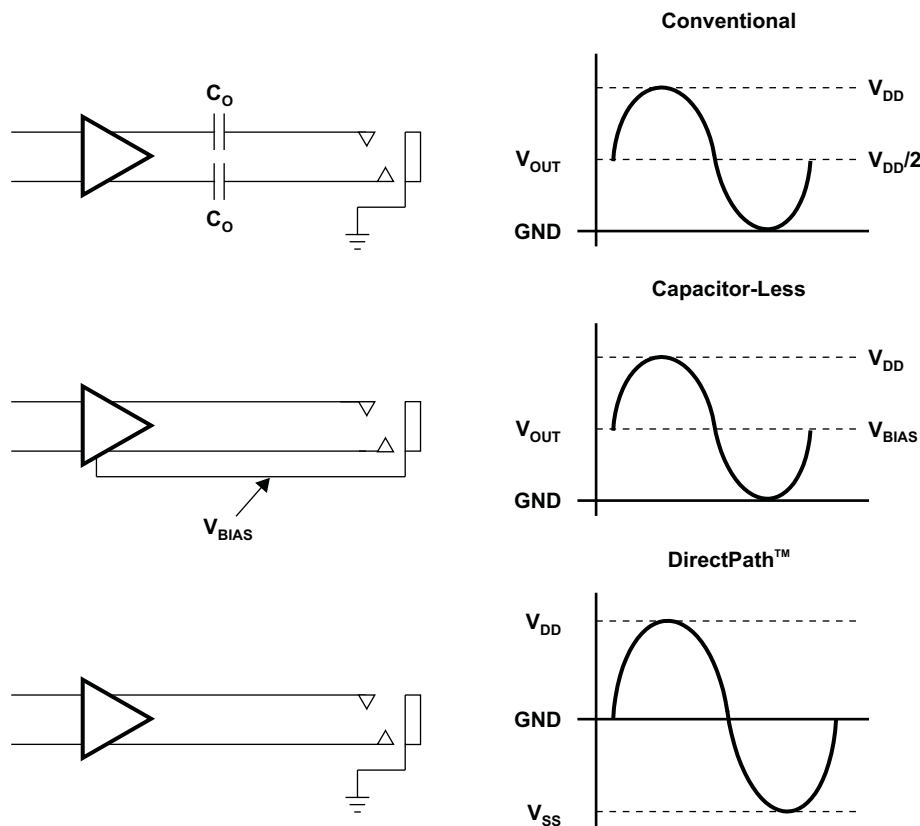 Conventional
C_O
V_DD
V_OUT
V_DD/2
C_O
GND
Capacitor-Less
V_DD
V_OUT
V_BIAS
GND
V_BIAS
DirectPath™
V_DD
GND
V_SS